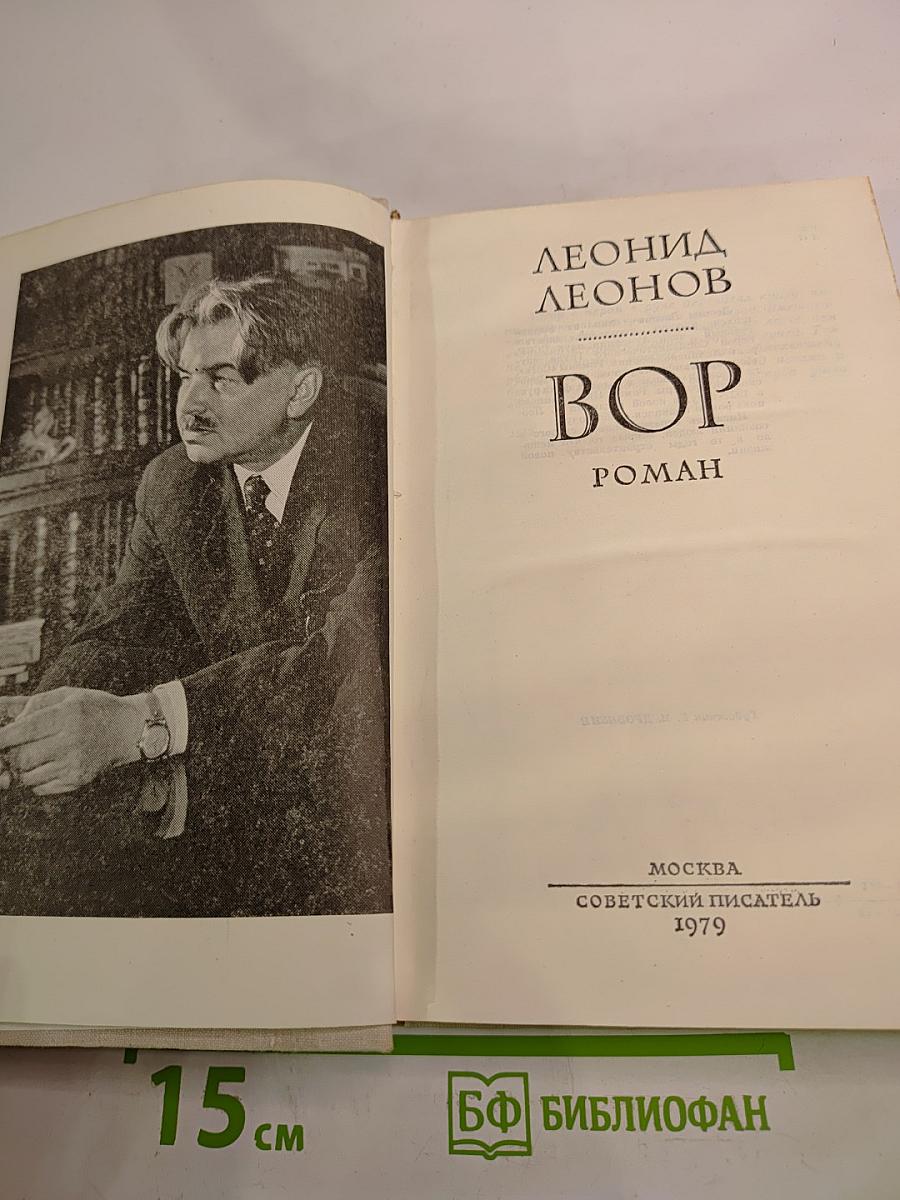 ЛЕОНИД
ЛЕОНОВ
ВОР
РОМАН
МОСКВА
СОВЕТСКИЙ ПИСАТЕЛЬ
1979
15 см
БФ БИБЛИОФАН